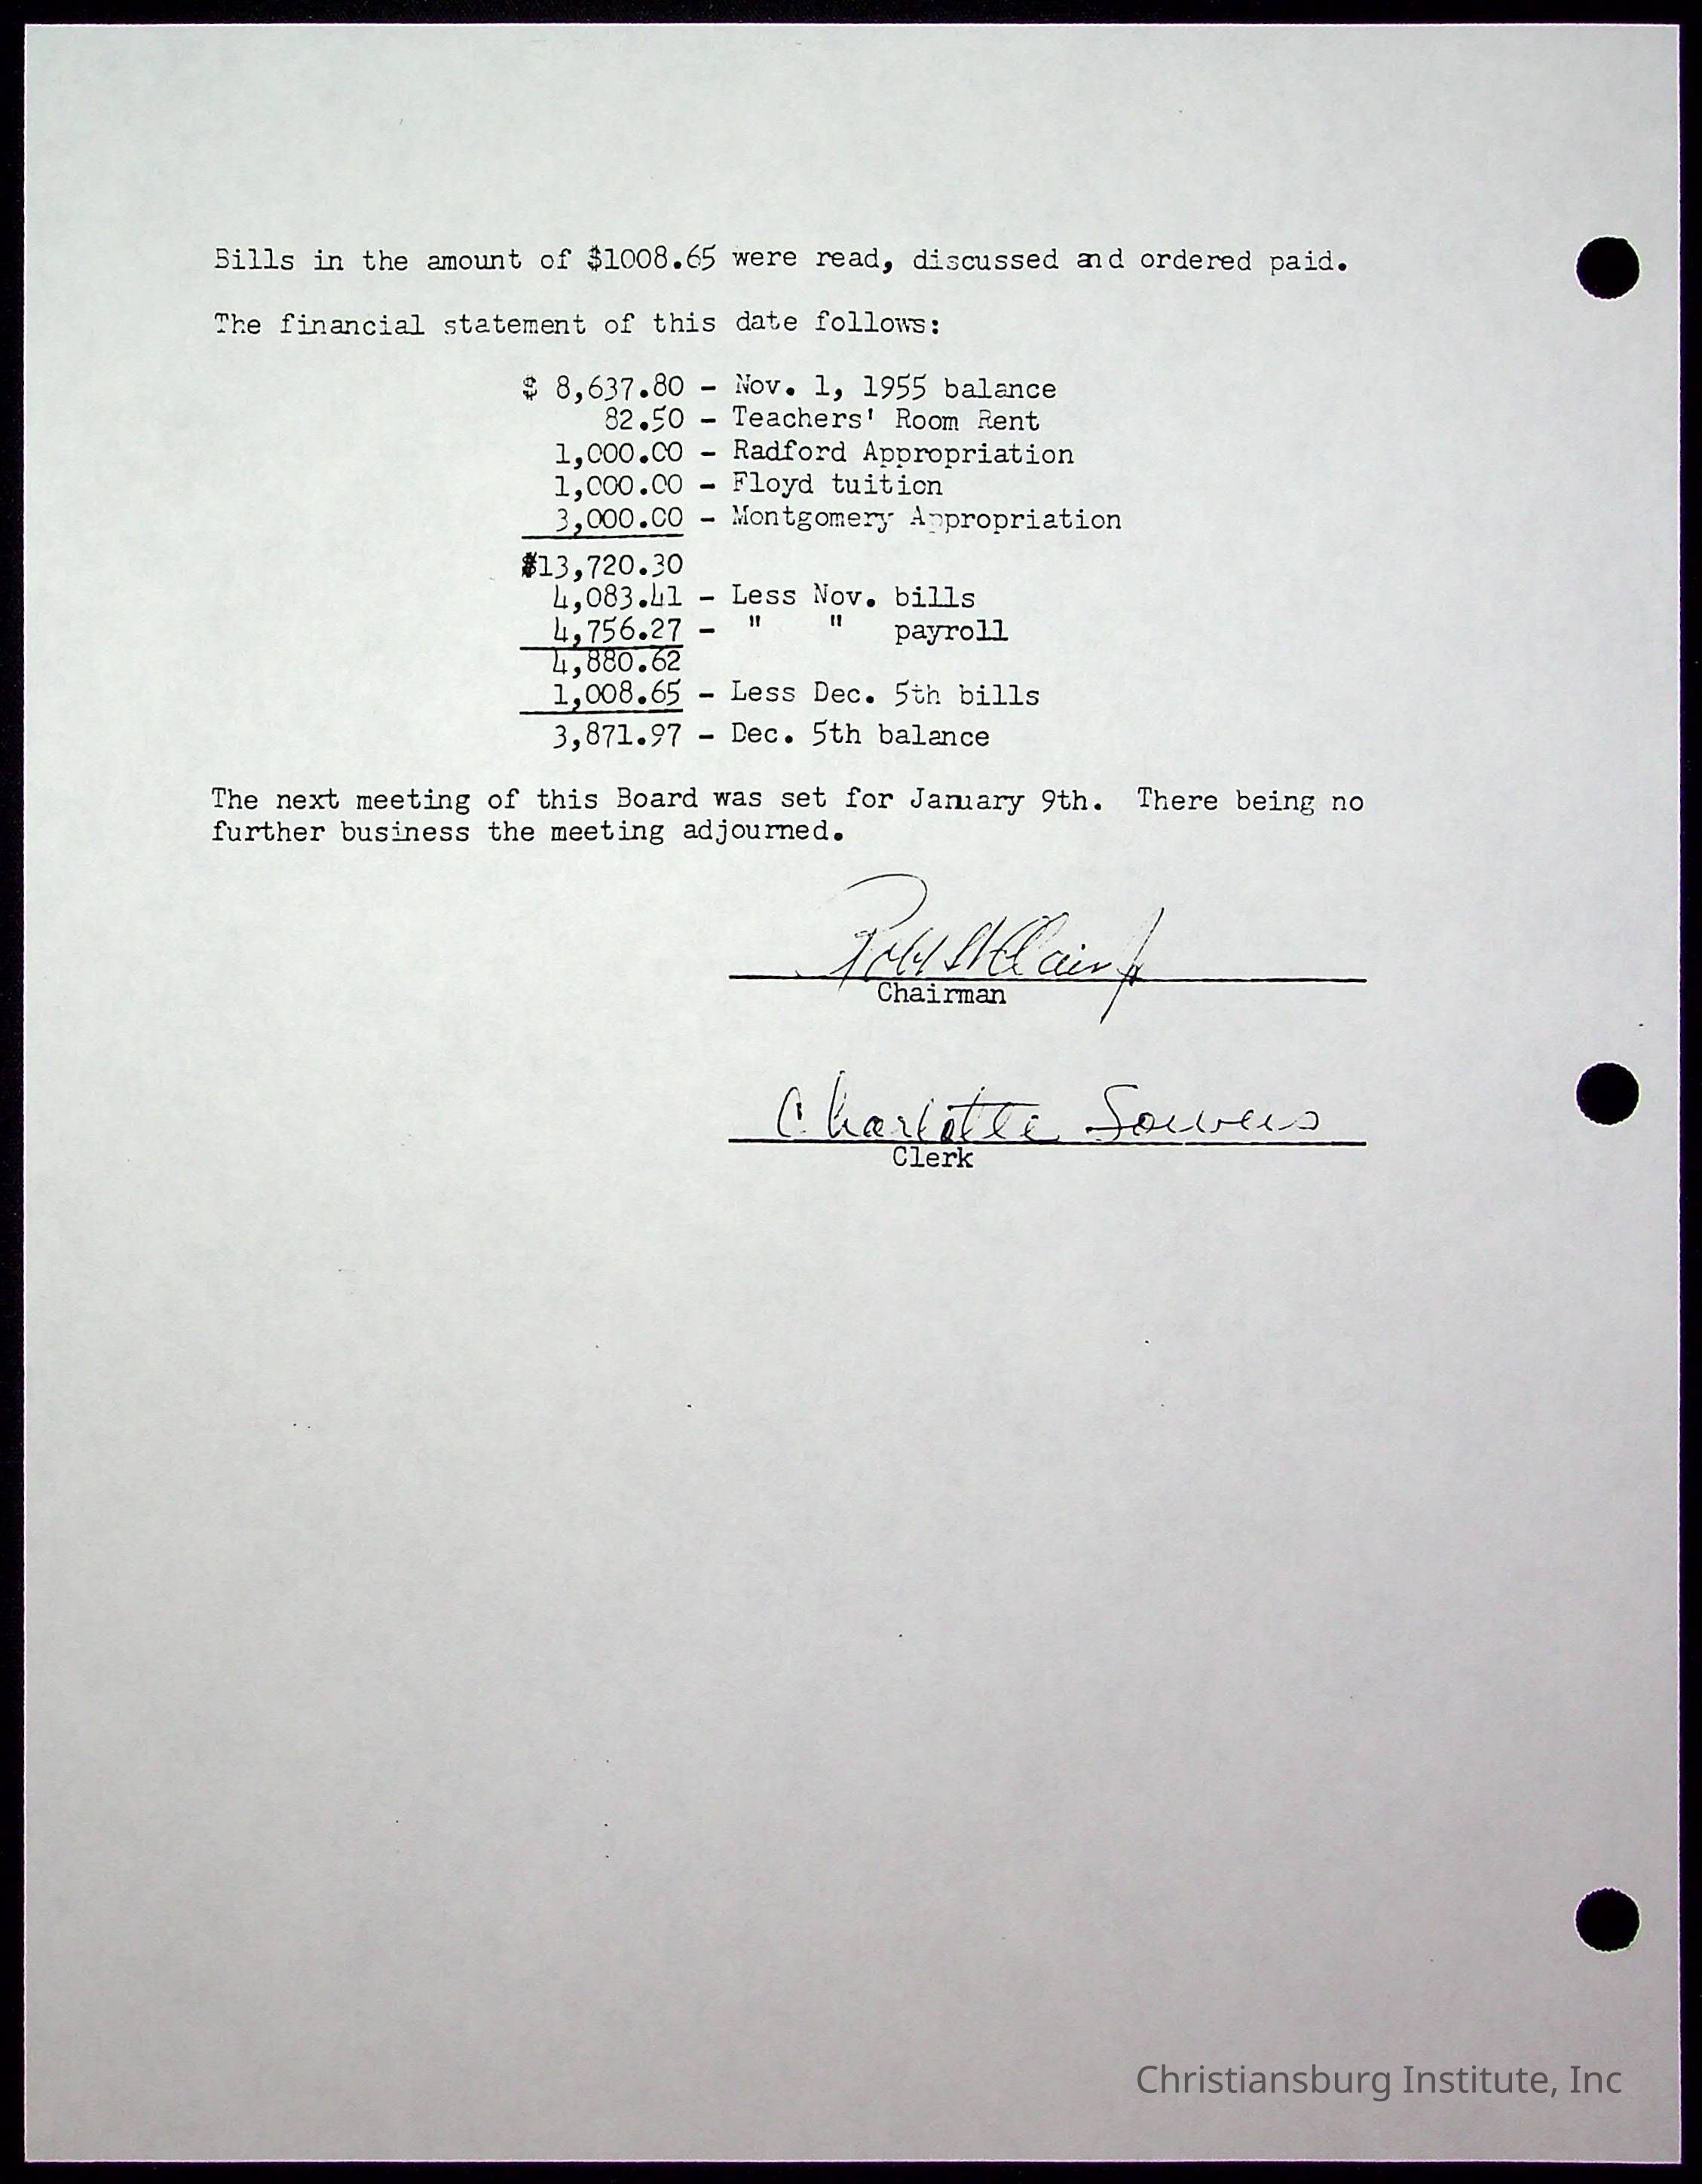 Bills in the amount of $1008.65 were read, discussed and ordered paid.
The financial statement of this date follows:
$ 8,637.80 - Nov. 1, 1955 balance
82.50 - Teachers' Room Rent
1,000.00 - Radford Appropriation
1,000.00 - Floyd tuition
3,000.00 - Montgomery Appropriation
$13,720.30
4,083.41 - Less Nov. bills
4,756.27 - " " payroll
4,880.62
1,008.65 - Less Dec. 5th bills
3,871.97 - Dec. 5th balance
The next meeting of this Board was set for January 9th. There being no
further business the meeting adjourned.
Chairman
Charlotte Sowers
Clerk
Christiansburg Institute, Inc